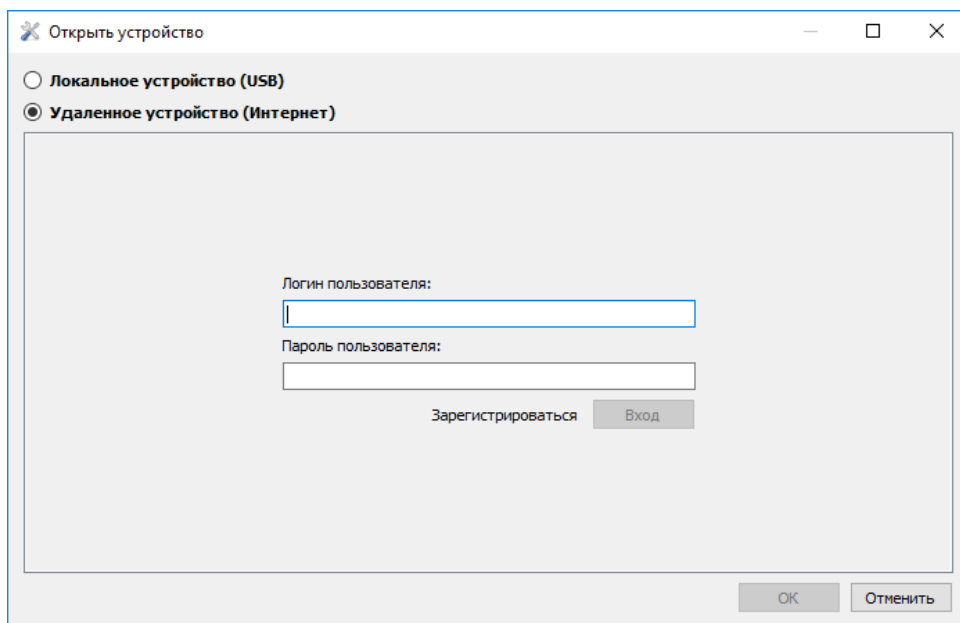 Открыть устройство
Локальное устройство (USB)
Удаленное устройство (Интернет)
Логин пользователя:
Пароль пользователя:
Зарегистрироваться Вход
OK Отменить